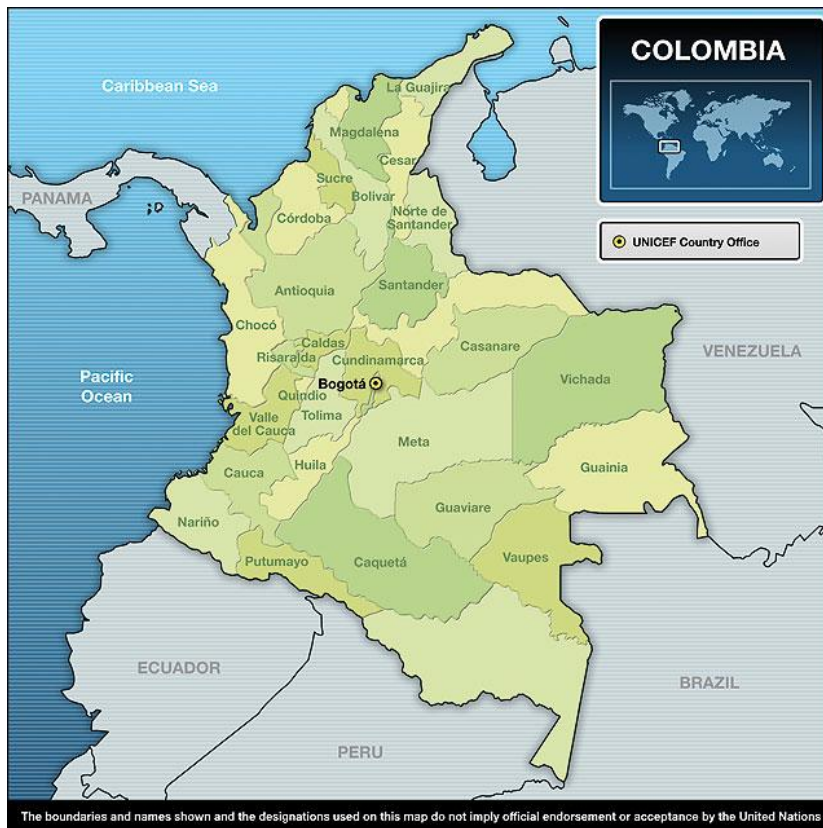 COLOMBIA
UNICEF Country Office
Caribbean Sea
La Guajira
Magdalena
Cesar
PANAMA
Sucre
Bolivar
Norte de
Santander
Córdoba
Antioquia
Santander
Chocó
Caldas
Casanare
VENEZUELA
Risaralda
Cundinamarca
Pacific
Ocean
Bogotá
Vichada
Quindio
Valle
del Cauca
Tolima
Meta
Huila
Guainia
Cauca
Guaviare
Nariño
Vaupes
Putumayo
Caquetá
ECUADOR
BRAZIL
PERU
The boundaries and names shown and the designations used on this map do not imply official endorsement or acceptance by the United Nations